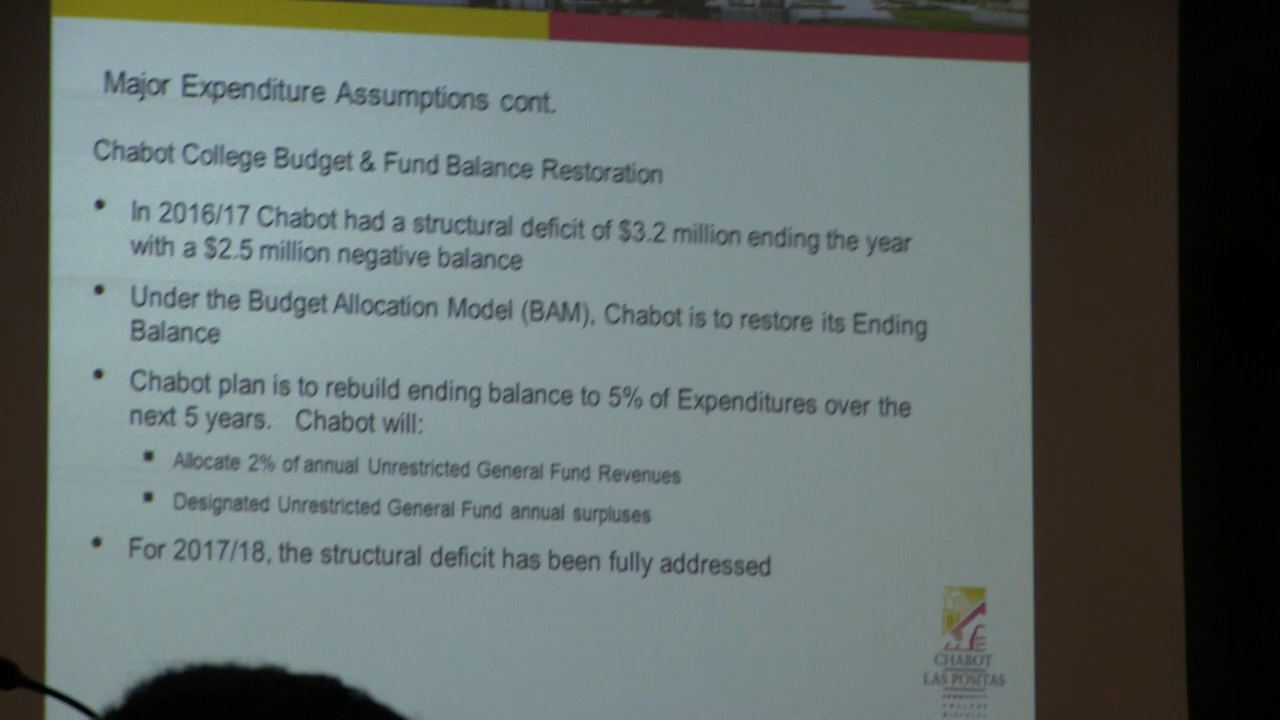 Major Expenditure Assumptions cont.
Chabot College Budget & Fund Balance Restoration
• In 2016/17 Chabot had a structural deficit of $3.2 million ending the year
with a $2.5 million negative balance
• Under the Budget Allocation Model (BAM), Chabot is to restore its Ending
Balance
• Chabot plan is to rebuild ending balance to 5% of Expenditures over the
next 5 years. Chabot will:
▪ Allocate 2% of annual Unrestricted General Fund Revenues
▪ Designated Unrestricted General Fund annual surpluses
• For 2017/18, the structural deficit has been fully addressed
CHABOT
LAS POSITAS